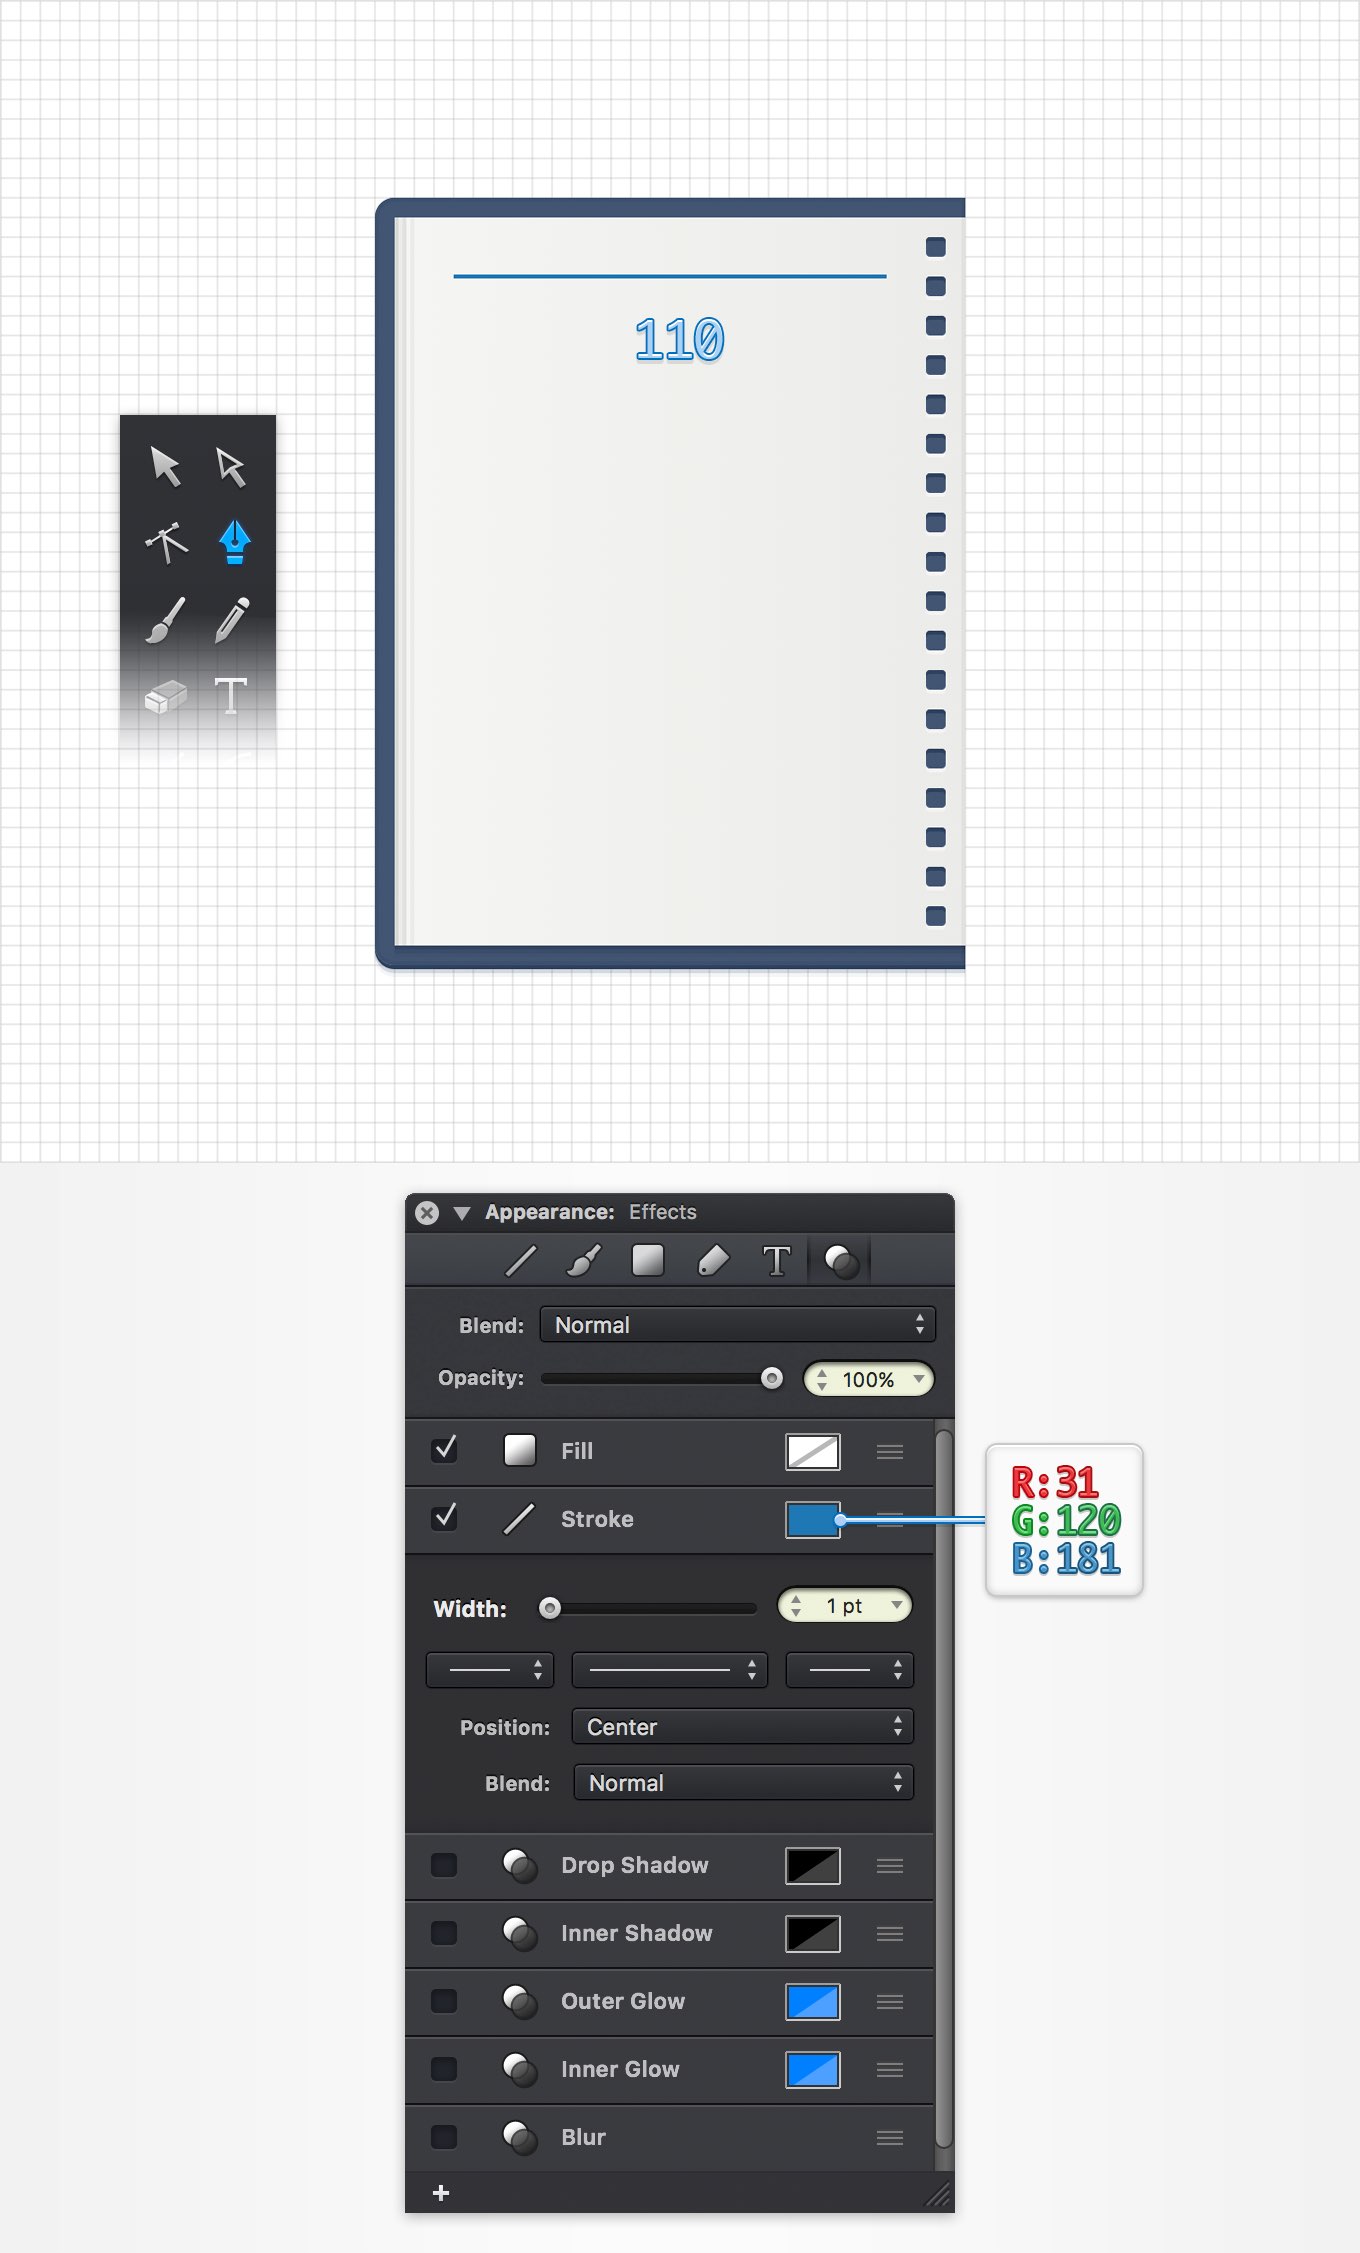 110
Appearance: Effects
Blend: Normal
Opacity: 100%
Fill
Stroke
R:31
G:120
B:181
Width: 1 pt
Position: Center
Blend: Normal
Drop Shadow
Inner Shadow
Outer Glow
Inner Glow
Blur